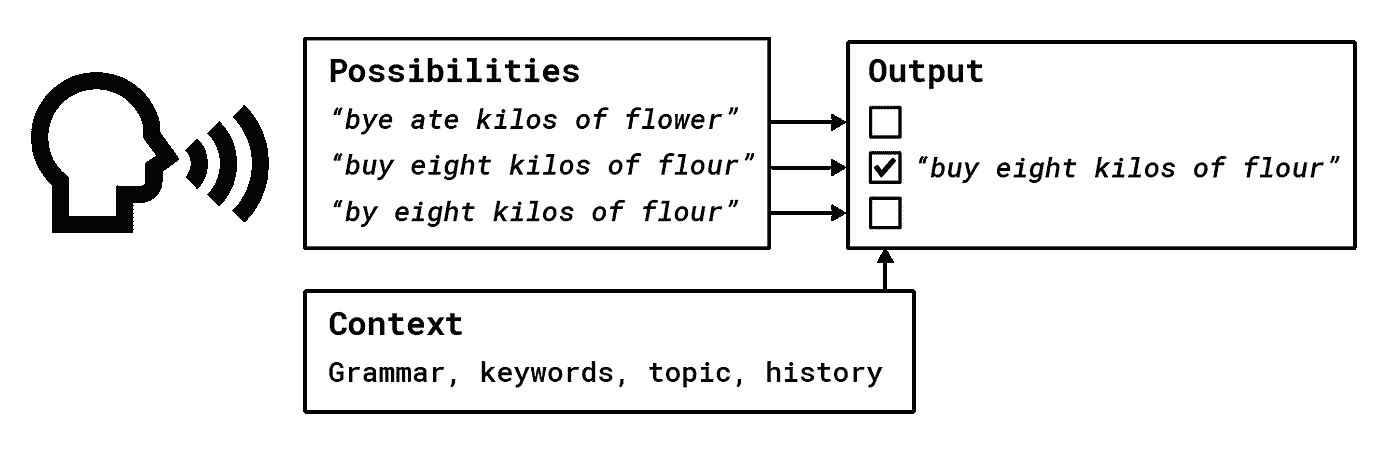 Possibilities
“bye ate kilos of flower”
“buy eight kilos of flour”
“by eight kilos of flour”
Output
“buy eight kilos of flour”
Context
Grammar, keywords, topic, history